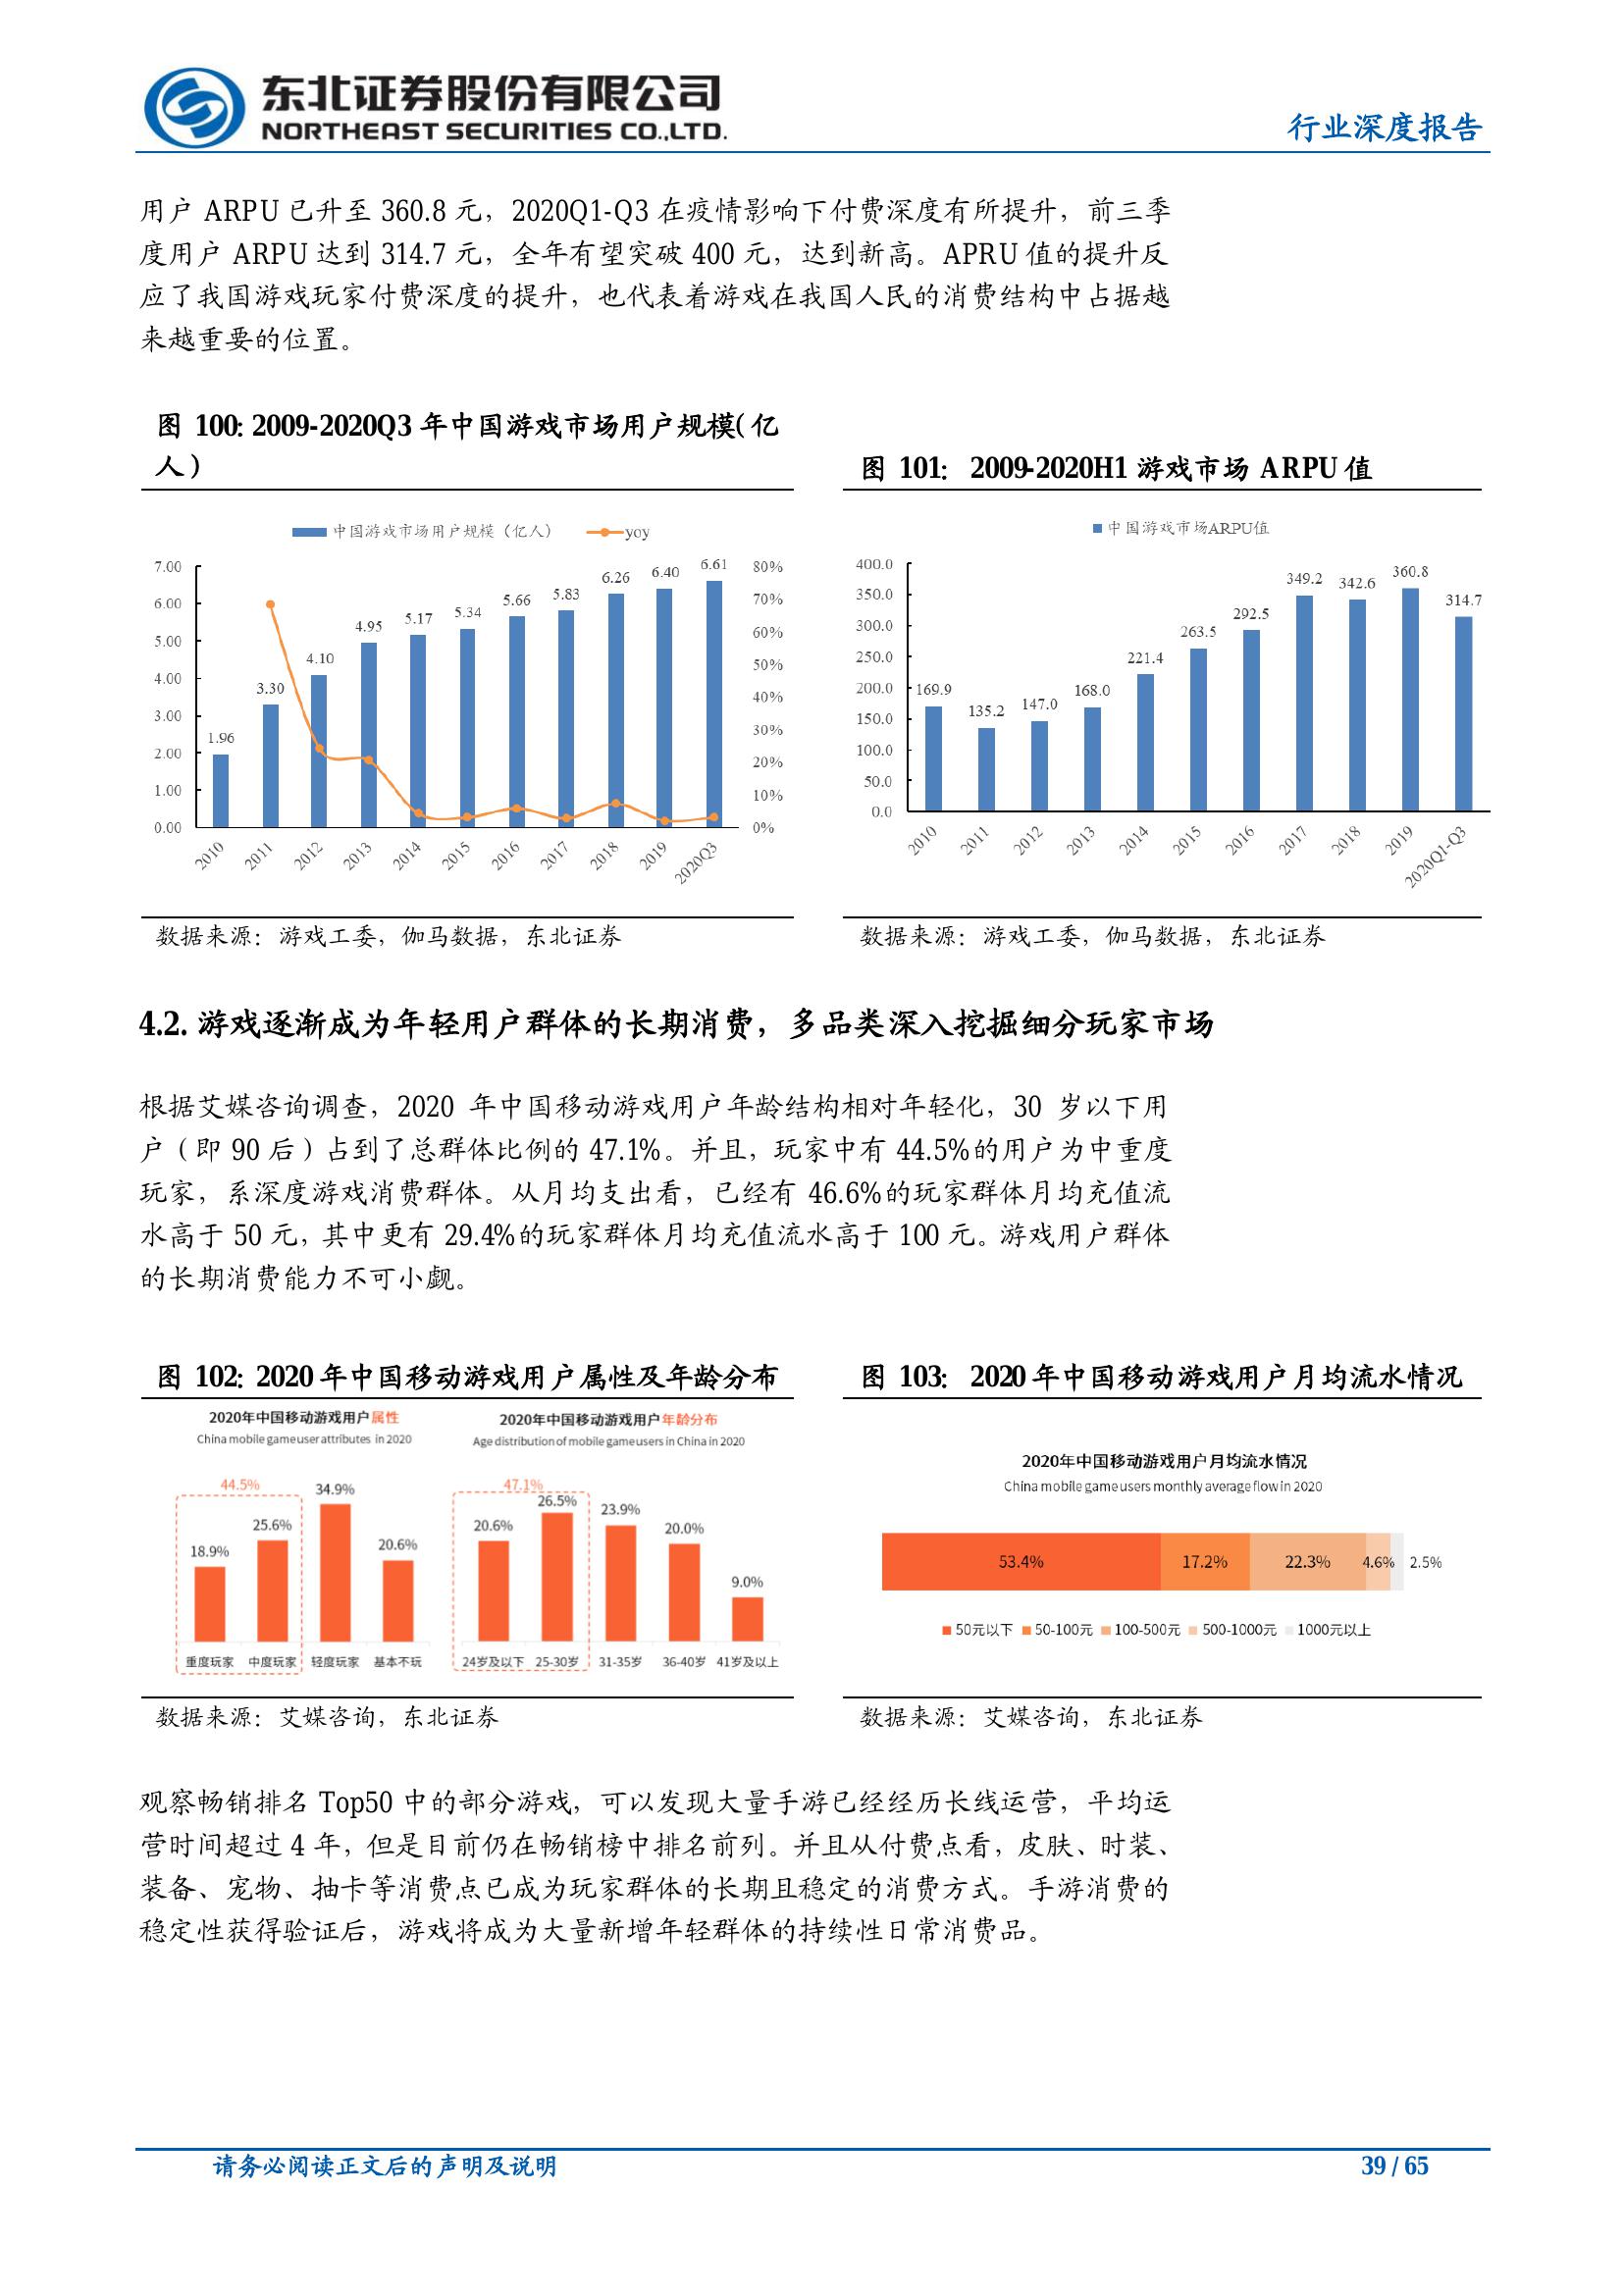 东北证券股份有限公司
NORTHEAST SECURITIES CO.,LTD.
行业深度报告
用户 ARPU 已升至 360.8 元，2020Q1-Q3 在疫情影响下付费深度有所提升，前三季
度用户 ARPU 达到 314.7 元，全年有望突破 400 元，达到新高。APRU 值的提升反
应了我国游戏玩家付费深度的提升，也代表着游戏在我国人民的消费结构中占据越
来越重要的位置。
图 100: 2009-2020Q3 年中国游戏市场用户规模(亿
人）
中国游戏市场用户规模（亿人） yoy
7.00
6.00
5.00
4.00
3.00
2.00
1.00
0.00
1.96 3.30 4.10 4.95 5.17 5.34 5.66 5.83 6.26 6.40 6.61
80%
70%
60%
50%
40%
30%
20%
10%
0%
2010 2011 2012 2013 2014 2015 2016 2017 2018 2019 2020Q3
数据来源：游戏工委，伽马数据，东北证券
图 101: 2009-2020H1 游戏市场 ARPU 值
中国游戏市场ARPU值
400.0
350.0
300.0
250.0
200.0
150.0
100.0
50.0
0.0
169.9 135.2 147.0 168.0 221.4 263.5 292.5 349.2 342.6 360.8 314.7
2010 2011 2012 2013 2014 2015 2016 2017 2018 2019 2020Q1-Q3
数据来源：游戏工委，伽马数据，东北证券
4.2. 游戏逐渐成为年轻用户群体的长期消费，多品类深入挖掘细分玩家市场
根据艾媒咨询调查，2020 年中国移动游戏用户年龄结构相对年轻化，30 岁以下用
户（即 90 后）占到了总群体比例的 47.1%。并且，玩家中有 44.5%的用户为中重度
玩家，系深度游戏消费群体。从月均支出看，已经有 46.6%的玩家群体月均充值流
水高于 50 元，其中更有 29.4%的玩家群体月均充值流水高于 100 元。游戏用户群体
的长期消费能力不可小觑。
图 102: 2020 年中国移动游戏用户属性及年龄分布
2020年中国移动游戏用户属性
China mobile game user attributes in 2020
44.5%
18.9% 25.6% 34.9% 20.6%
重度玩家 中度玩家 轻度玩家 基本不玩
2020年中国移动游戏用户年龄分布
Age distribution of mobile game users in China in 2020
47.1%
20.6% 26.5% 23.9% 20.0% 9.0%
24岁及以下 25-30岁 31-35岁 36-40岁 41岁及以上
数据来源：艾媒咨询，东北证券
图 103: 2020 年中国移动游戏用户月均流水情况
2020年中国移动游戏用户月均流水情况
China mobile game users monthly average flow in 2020
53.4% 17.2% 22.3% 4.6% 2.5%
50元以下 50-100元 100-500元 500-1000元 1000元以上
数据来源：艾媒咨询，东北证券
观察畅销排名 Top50 中的部分游戏，可以发现大量手游已经经历长线运营，平均运
营时间超过 4 年，但是目前仍在畅销榜中排名前列。并且从付费点看，皮肤、时装、
装备、宠物、抽卡等消费点已成为玩家群体的长期且稳定的消费方式。手游消费的
稳定性获得验证后，游戏将成为大量新增年轻群体的持续性日常消费品。
请务必阅读正文后的声明及说明
39 / 65